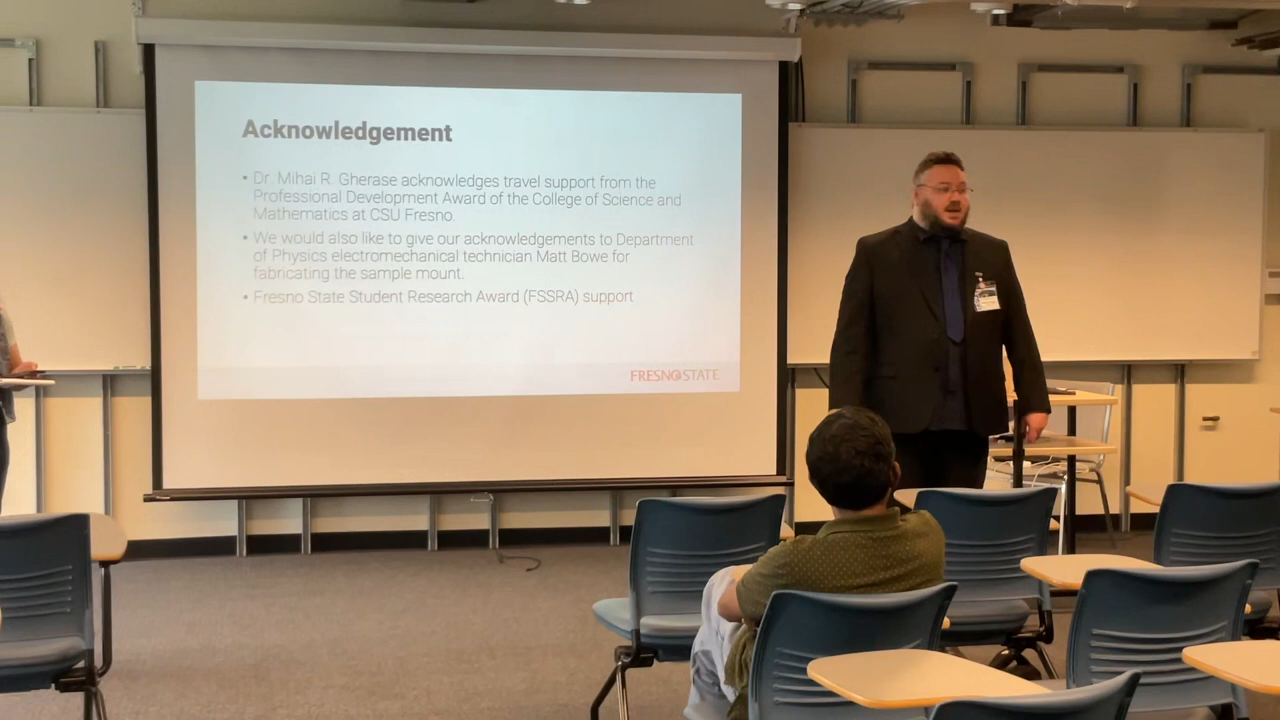 Acknowledgement
• Dr. Mihai R. Gherase acknowledges travel support from the
Professional Development Award of the College of Science and
Mathematics at CSU Fresno.
• We would also like to give our acknowledgements to Department
of Physics electromechanical technician Matt Bowe for
fabricating the sample mount.
• Fresno State Student Research Award (FSSRA) support
FRESNO STATE